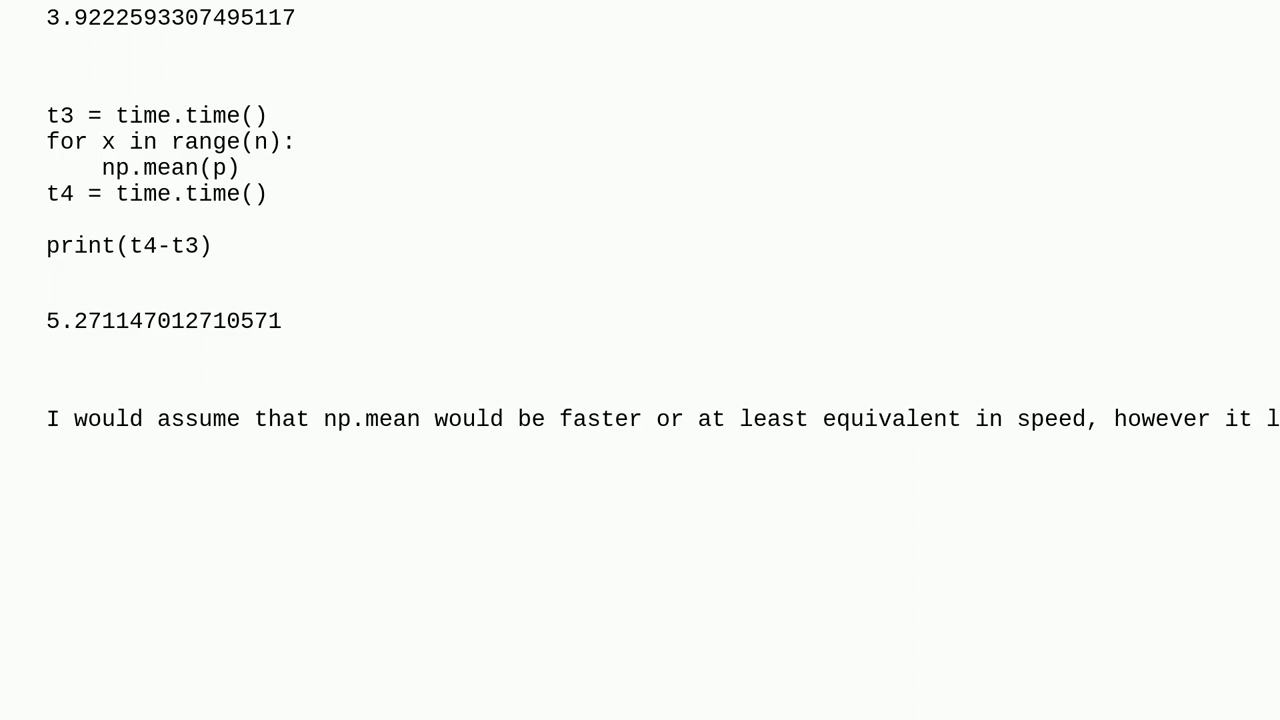 3.9222593307495117
t3 = time.time()
for x in range(n):
    np.mean(p)
t4 = time.time()
print(t4-t3)
5.271147012710571
I would assume that np.mean would be faster or at least equivalent in speed, however it